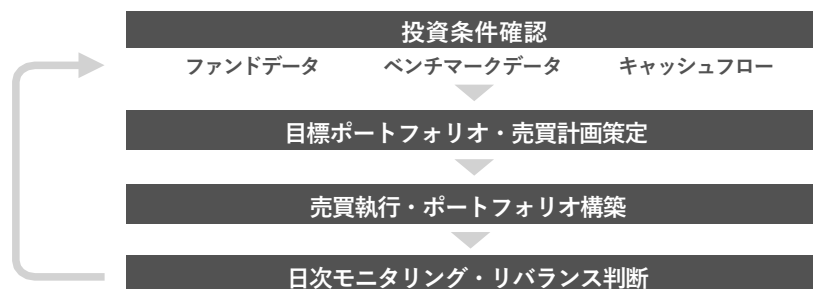 投資条件確認
ファンドデータ ベンチマークデータ キャッシュフロー
目標ポートフォリオ・売買計画策定
売買執行・ポートフォリオ構築
日次モニタリング・リバランス判断